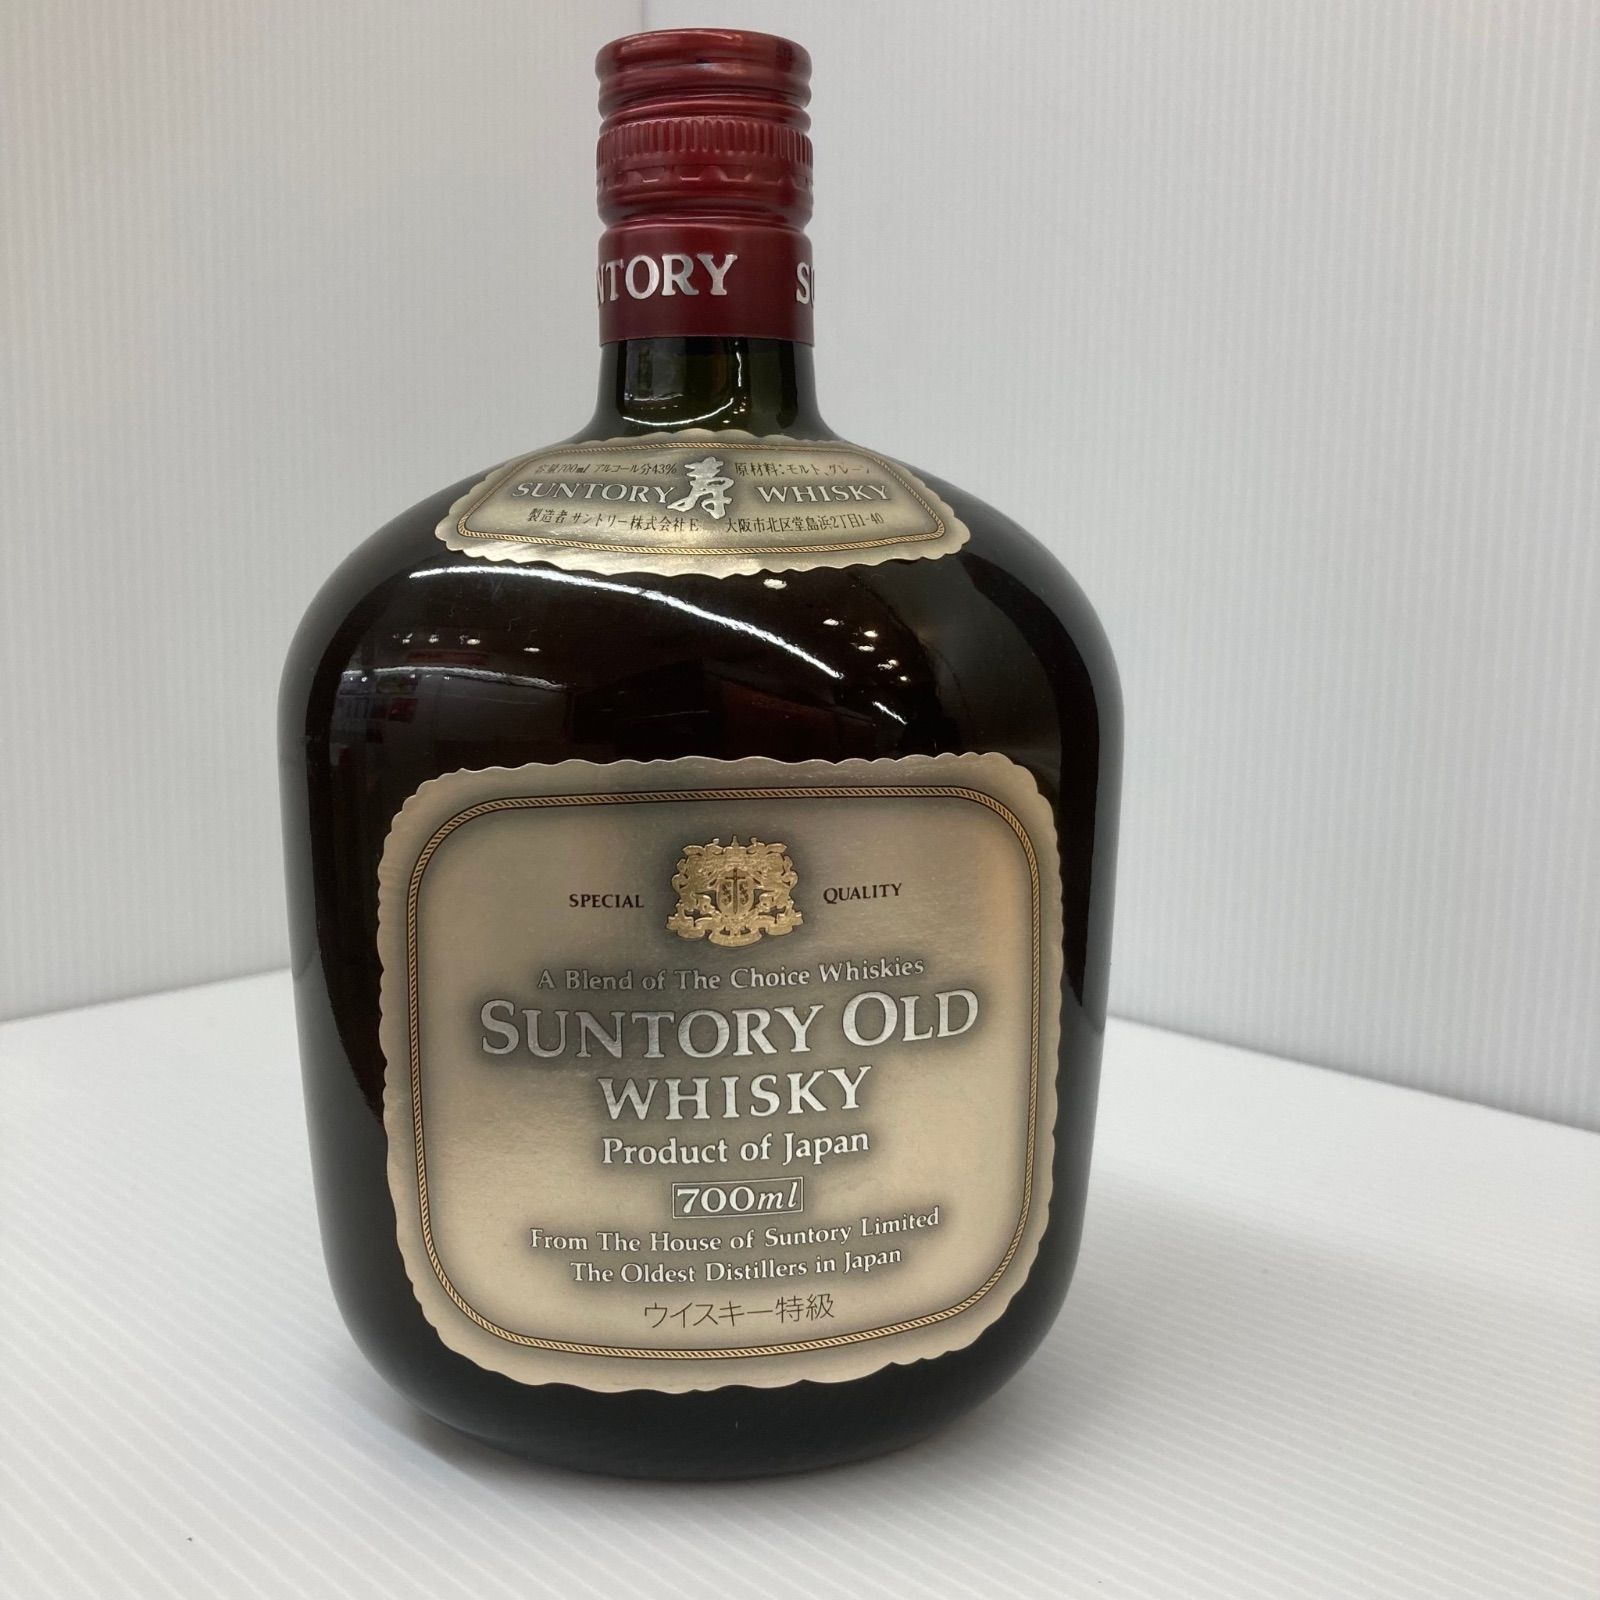 NTORY S
容量700ml アルコール分43% 原材料:モルト、グレーン
SUNTORY 寿 WHISKY
製造者 サントリー株式会社E 大阪市北区堂島浜2丁目1-40
SPECIAL QUALITY
A Blend of The Choice Whiskies
SUNTORY OLD
WHISKY
Product of Japan
700ml
From The House of Suntory Limited
The Oldest Distillers in Japan
ウイスキー特級